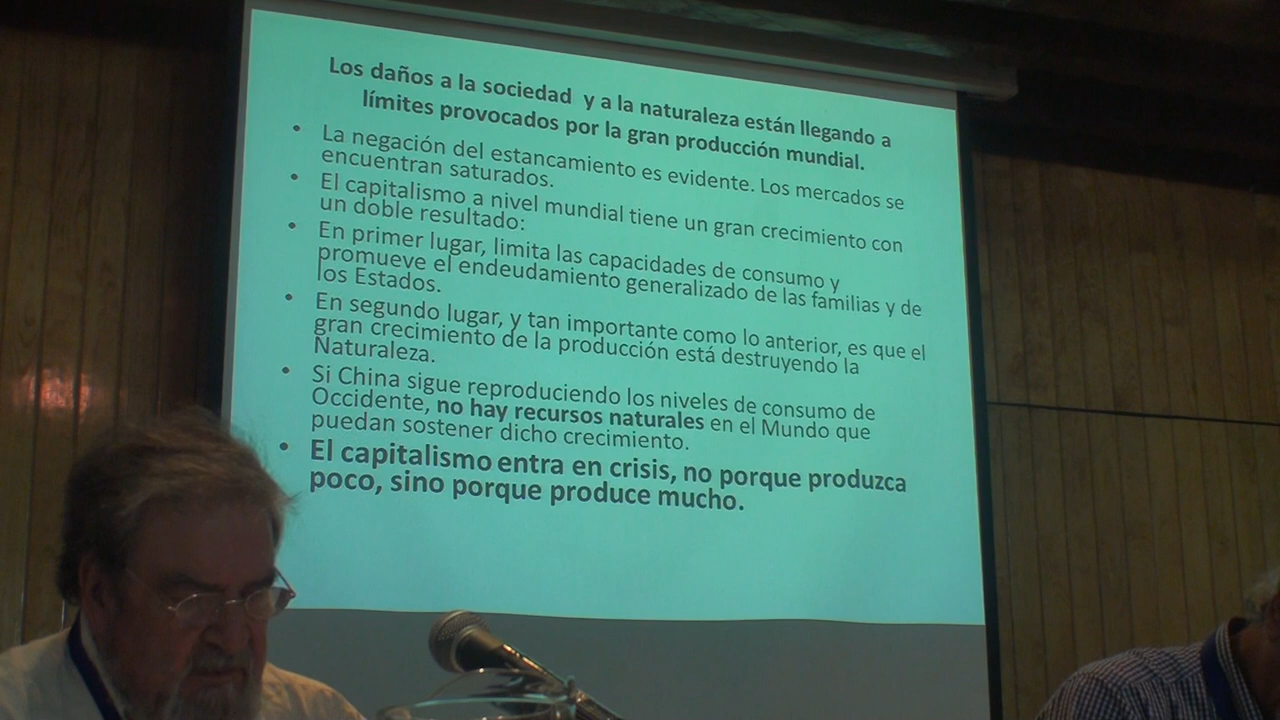 Los daños a la sociedad y a la naturaleza están llegando a
límites provocados por la gran producción mundial.
• La negación del estancamiento es evidente. Los mercados se
encuentran saturados.
• El capitalismo a nivel mundial tiene un gran crecimiento con
un doble resultado:
• En primer lugar, limita las capacidades de consumo y
promueve el endeudamiento generalizado de las familias y de
los Estados.
• En segundo lugar, y tan importante como lo anterior, es que el
gran crecimiento de la producción está destruyendo la
Naturaleza.
• Si China sigue reproduciendo los niveles de consumo de
Occidente, no hay recursos naturales en el Mundo que
puedan sostener dicho crecimiento.
• El capitalismo entra en crisis, no porque produzca
poco, sino porque produce mucho.